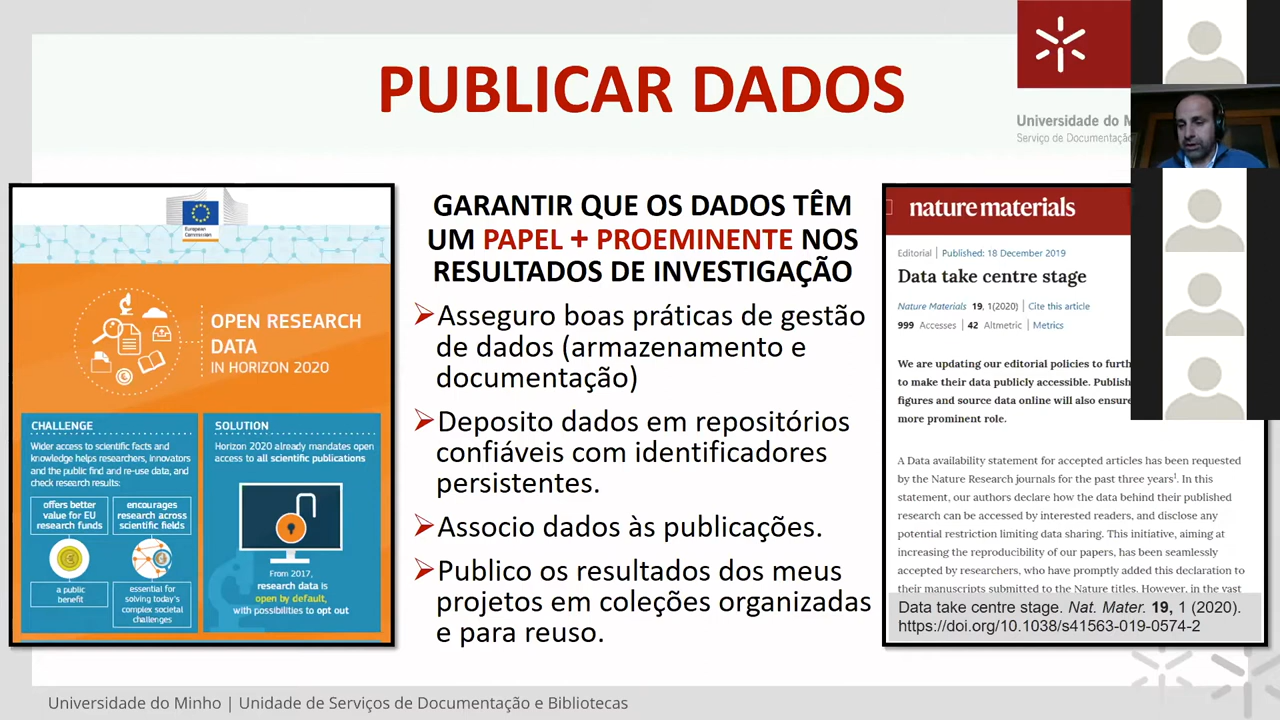 PUBLICAR DADOS
Universidade do M
Serviço de Documentaçã
European
Commission
OPEN RESEARCH
DATA
IN HORIZON 2020
CHALLENGE
Wider access to scientific facts and
knowledge helps researchers, innovators
and the public find and re-use data, and
check research results:
offers better
value for EU
research funds
encourages
research across
scientific fields
a public
benefit
essential for
solving today's
complex societal
challenges
SOLUTION
Horizon 2020 already mandates open
access to all scientific publications
From 2017,
research data is
open by default,
with possibilities to opt out
GARANTIR QUE OS DADOS TÊM
UM PAPEL + PROEMINENTE NOS
RESULTADOS DE INVESTIGAÇÃO
Asseguro boas práticas de gestão
de dados (armazenamento e
documentação)
Deposito dados em repositórios
confiáveis com identificadores
persistentes.
Associo dados às publicações.
Publico os resultados dos meus
projetos em coleções organizadas
e para reuso.
nature materials
Editorial | Published: 18 December 2019
Data take centre stage
Nature Materials 19, 1(2020) | Cite this article
999 Accesses | 42 Altmetric | Metrics
We are updating our editorial policies to furth
to make their data publicly accessible. Publish
figures and source data online will also ensure
more prominent role.
A Data availability statement for accepted articles has been requested
by the Nature Research journals for the past three years1. In this
statement, our authors declare how the data behind their published
research can be accessed by interested readers, and disclose any
potential restriction limiting data sharing. This initiative, aiming at
increasing the reproducibility of our papers, has been seamlessly
accepted by researchers, who have promptly added this declaration to
their manuscripts submitted to the Nature titles. However, in the vast
Data take centre stage. Nat. Mater. 19, 1 (2020).
https://doi.org/10.1038/s41563-019-0574-2
Universidade do Minho | Unidade de Serviços de Documentação e Bibliotecas